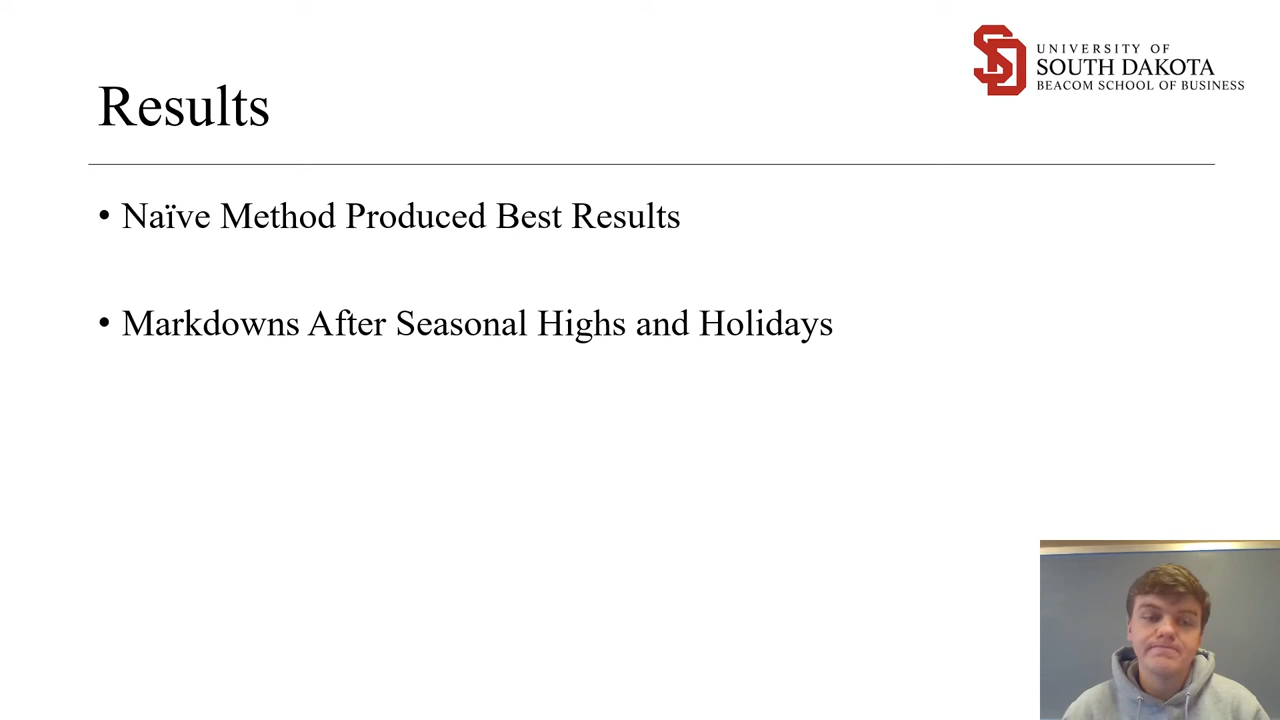 UNIVERSITY OF
SOUTH DAKOTA
BEACOM SCHOOL OF BUSINESS
Results
• Naïve Method Produced Best Results
• Markdowns After Seasonal Highs and Holidays